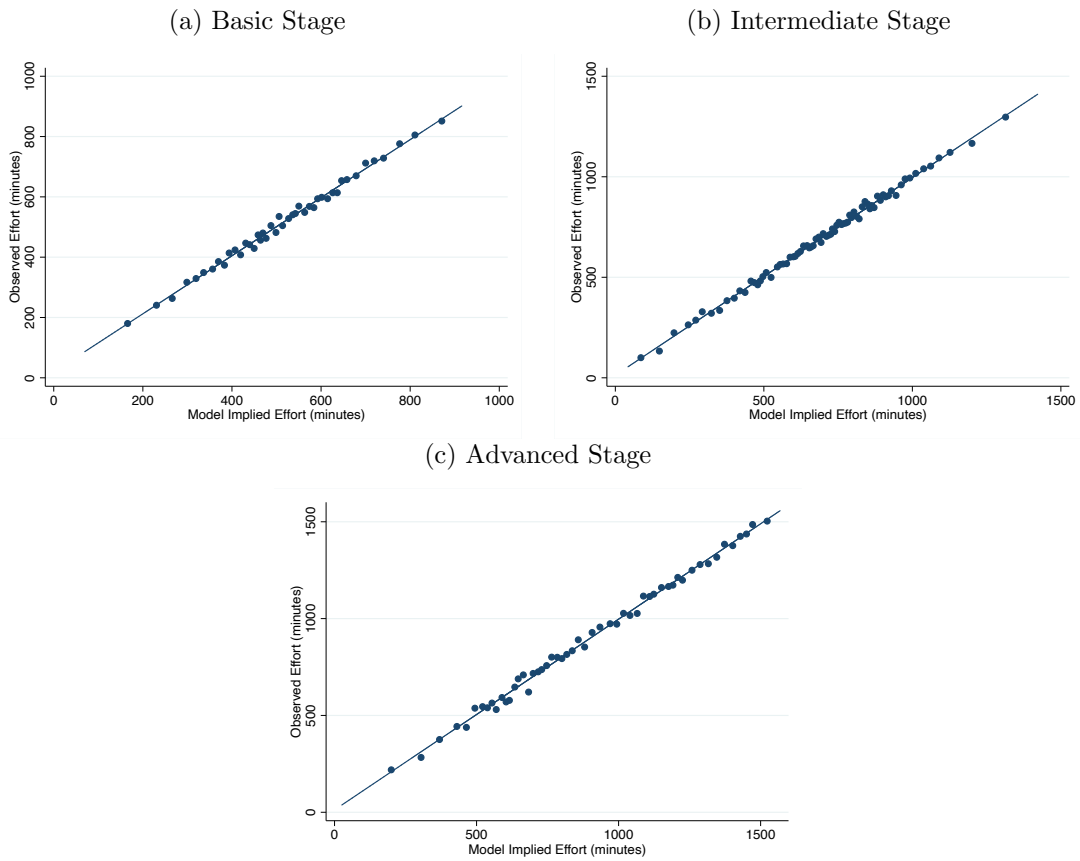 (a) Basic Stage
Observed Effort (minutes)
0 200 400 600 800 1000
0 200 400 600 800 1000
Model Implied Effort (minutes)
(b) Intermediate Stage
Observed Effort (minutes)
0 500 1000 1500
0 500 1000 1500
Model Implied Effort (minutes)
(c) Advanced Stage
Observed Effort (minutes)
0 500 1000 1500
0 500 1000 1500
Model Implied Effort (minutes)